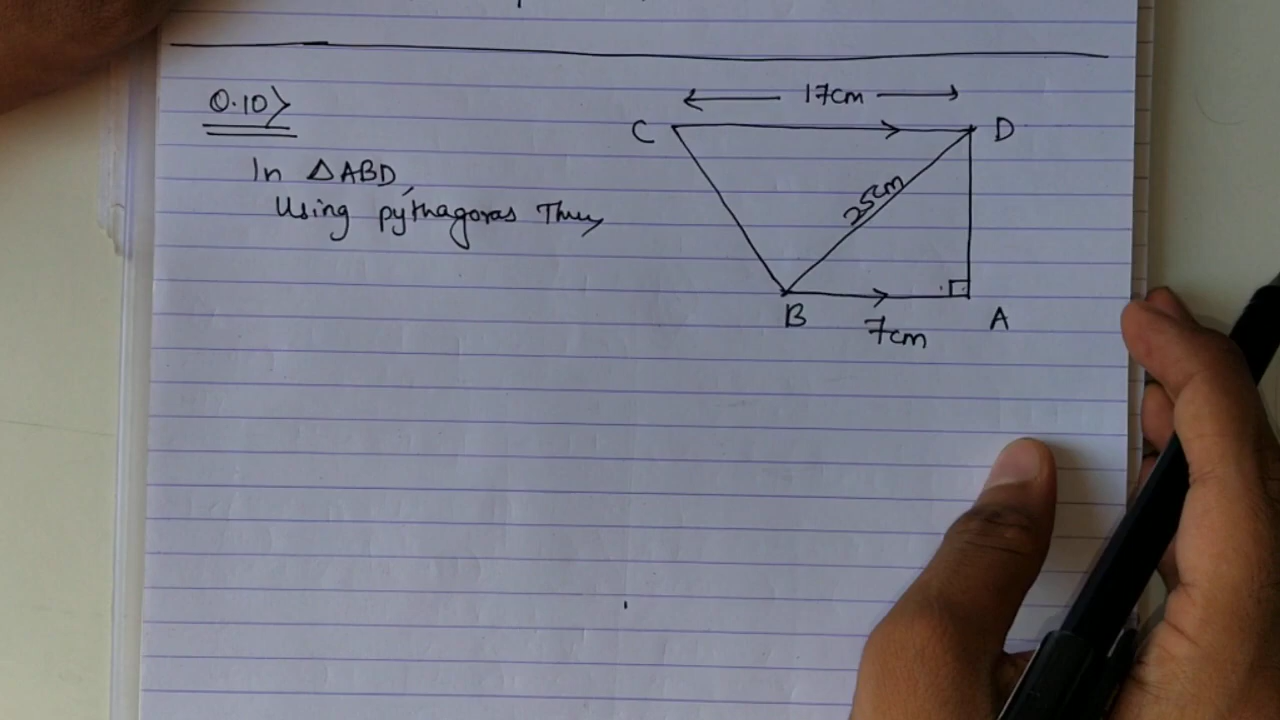 Q.10>
In △ABD,
Using pythagoras Thm,
17cm
C
D
25cm
B
7cm
A